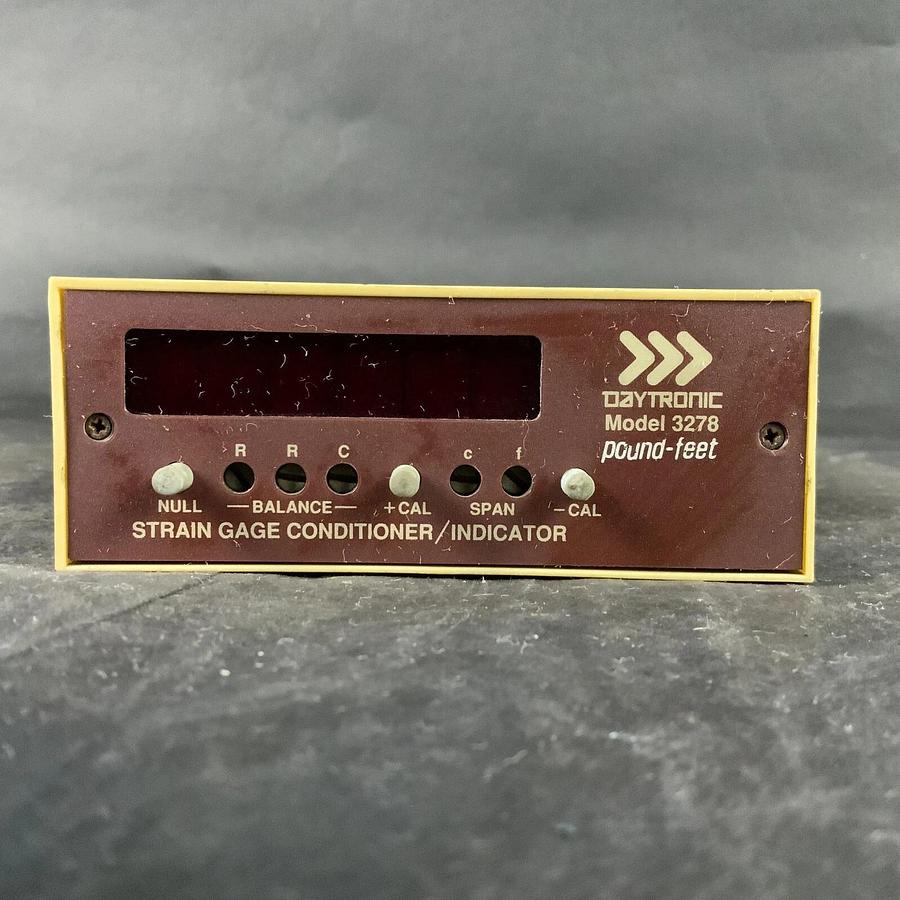 DAYTRONIC
Model 3278
pound-feet
R R C c f
NULL —BALANCE— +CAL SPAN -CAL
STRAIN GAGE CONDITIONER/INDICATOR